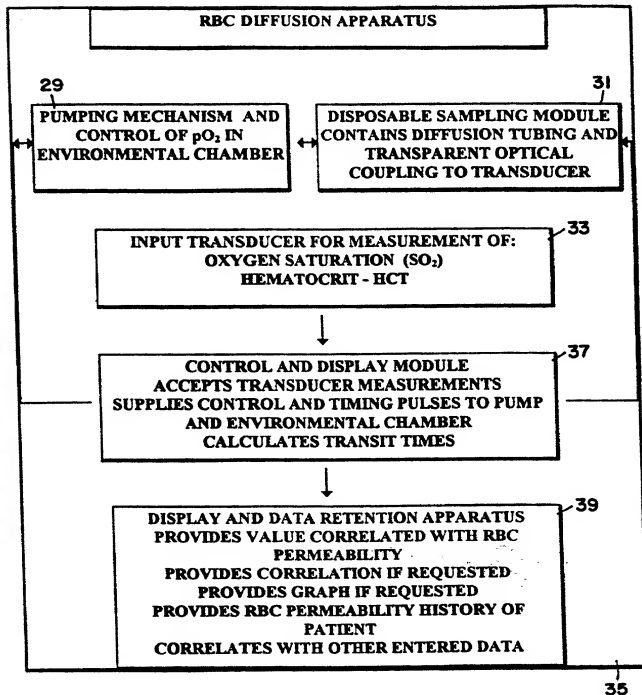 RBC DIFFUSION APPARATUS
29
PUMPING MECHANISM AND
CONTROL OF pO₂ IN
ENVIRONMENTAL CHAMBER
31
DISPOSABLE SAMPLING MODULE
CONTAINS DIFFUSION TUBING AND
TRANSPARENT OPTICAL
COUPLING TO TRANSDUCER
33
INPUT TRANSDUCER FOR MEASUREMENT OF:
OXYGEN SATURATION (SO₂)
HEMATOCRIT - HCT
37
CONTROL AND DISPLAY MODULE
ACCEPTS TRANSDUCER MEASUREMENTS
SUPPLIES CONTROL AND TIMING PULSES TO PUMP
AND ENVIRONMENTAL CHAMBER
CALCULATES TRANSIT TIMES
39
DISPLAY AND DATA RETENTION APPARATUS
PROVIDES VALUE CORRELATED WITH RBC
PERMEABILITY
PROVIDES CORRELATION IF REQUESTED
PROVIDES GRAPH IF REQUESTED
PROVIDES RBC PERMEABILITY HISTORY OF
PATIENT
CORRELATES WITH OTHER ENTERED DATA
35